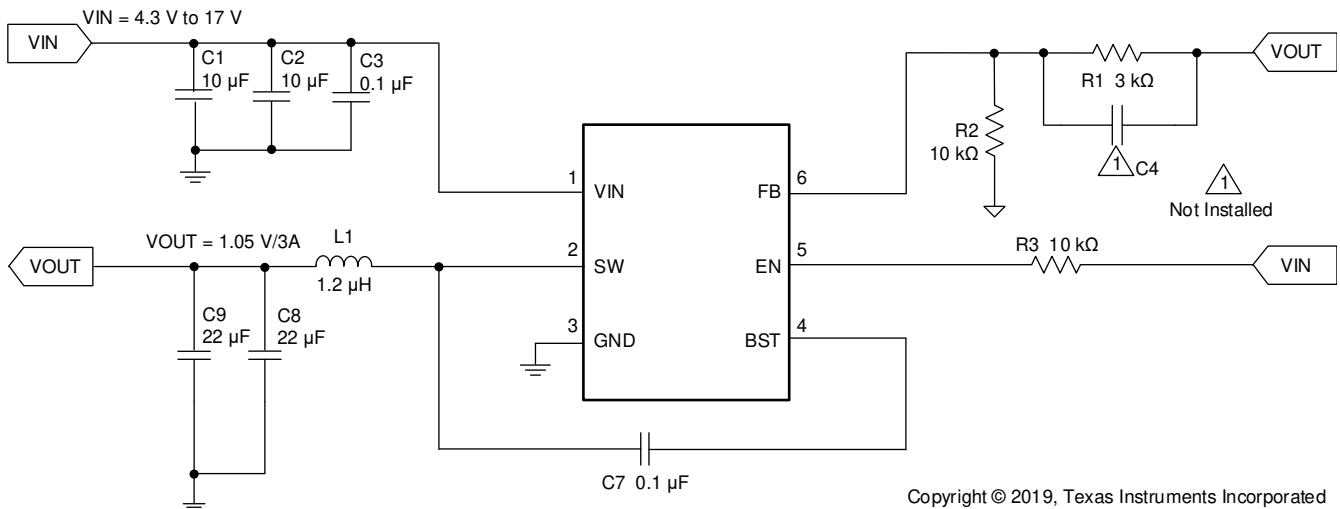 VIN = 4.3 V to 17 V
VIN
C1
10 µF
C2
10 µF
C3
0.1 µF
VOUT
R1 3 kΩ
R2
10 kΩ
1
C4
1
Not Installed
1
VIN
FB
6
VOUT = 1.05 V/3A
L1
VOUT
1.2 µH
2
SW
EN
5
R3 10 kΩ
VIN
C9
22 µF
C8
22 µF
3
GND
BST
4
C7 0.1 µF
Copyright © 2019, Texas Instruments Incorporated